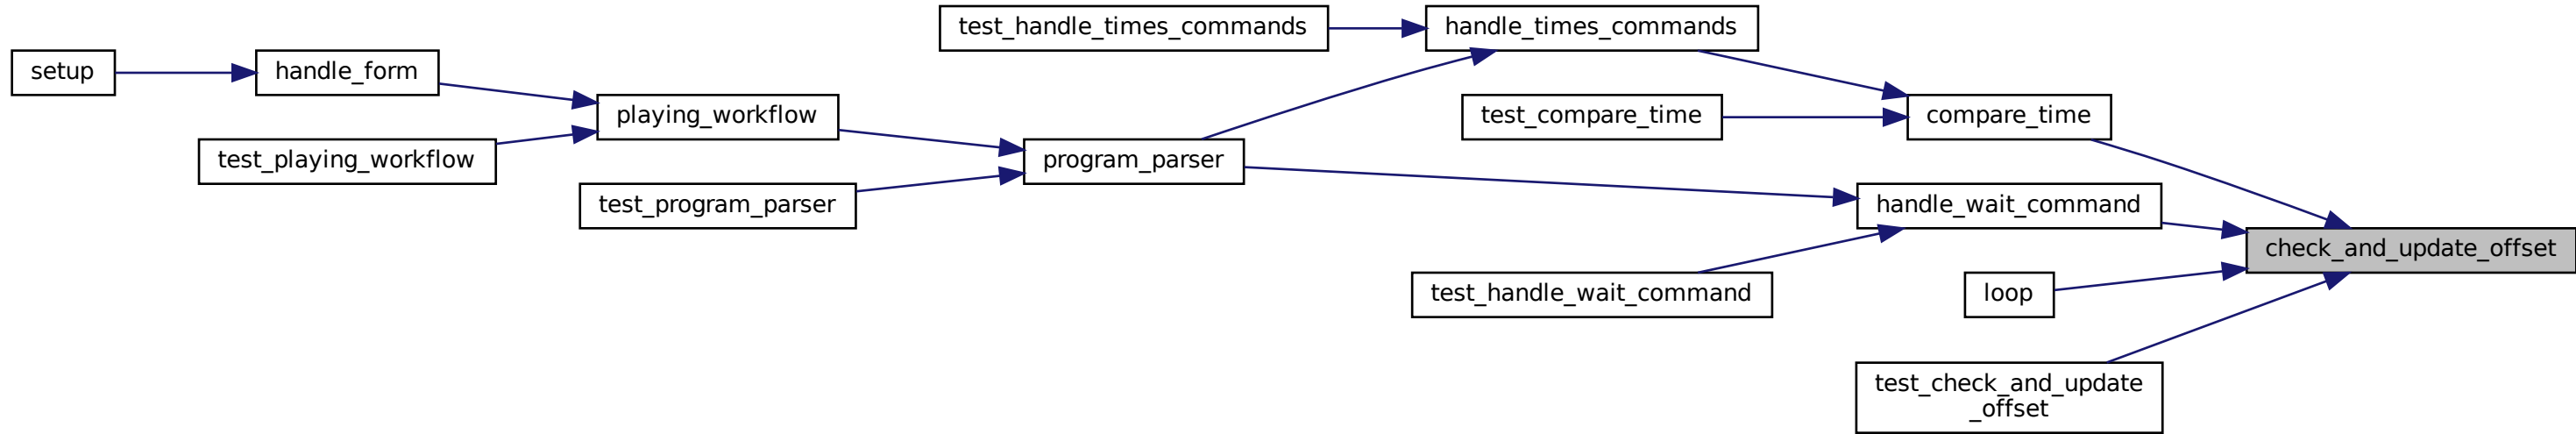 test_handle_times_commands
handle_times_commands
setup
handle_form
playing_workflow
test_compare_time
compare_time
test_playing_workflow
program_parser
test_program_parser
handle_wait_command
check_and_update_offset
test_handle_wait_command
loop
test_check_and_update
_offset